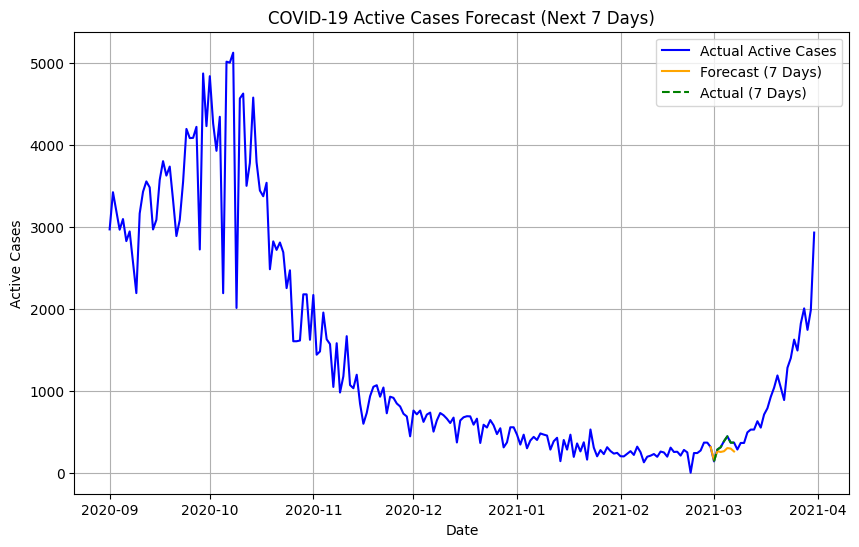 COVID-19 Active Cases Forecast (Next 7 Days)
Actual Active Cases
Forecast (7 Days)
Actual (7 Days)
Active Cases
5000
4000
3000
2000
1000
0
2020-09
2020-10
2020-11
2020-12
2021-01
2021-02
2021-03
2021-04
Date